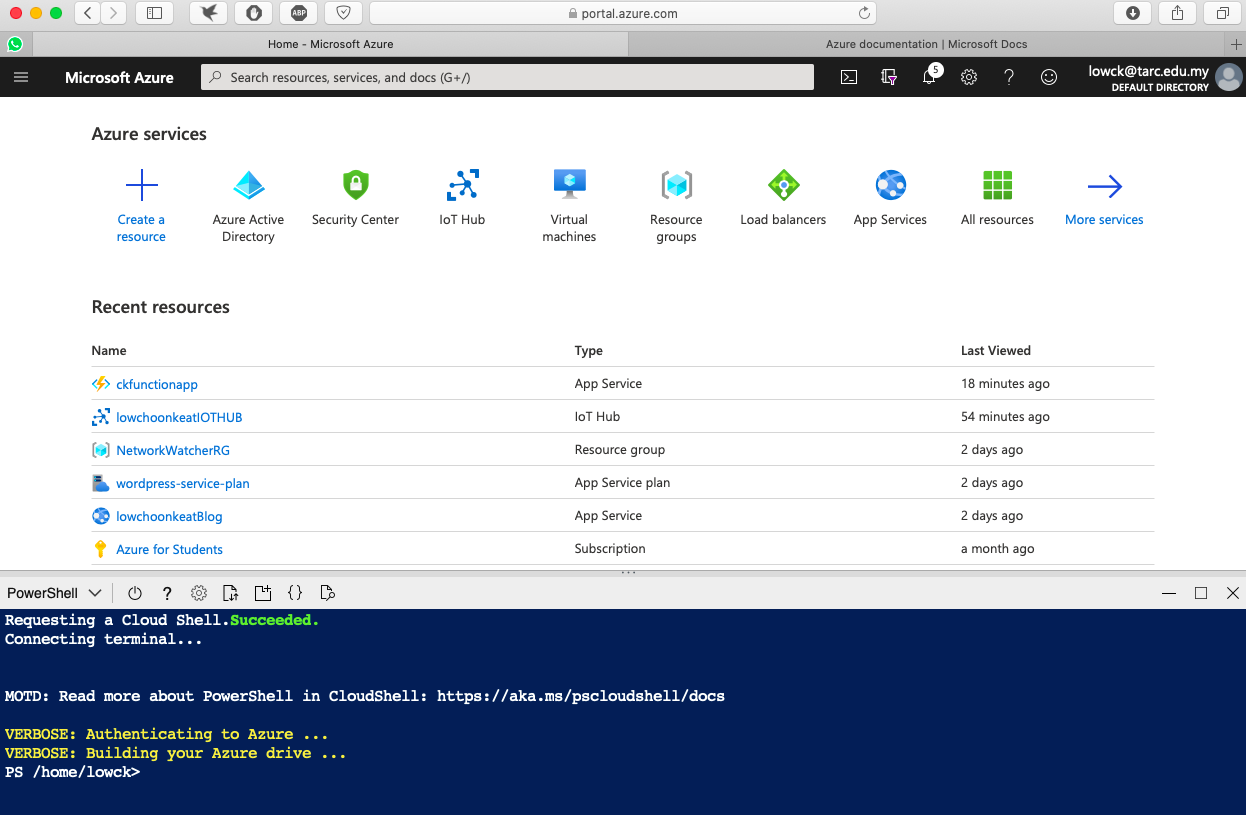 ABP
portal.azure.com
Home - Microsoft Azure
Azure documentation | Microsoft Docs
Microsoft Azure
Search resources, services, and docs (G+/)
5
lowck@tarc.edu.my
DEFAULT DIRECTORY
Azure services
Create a resource
Azure Active Directory
Security Center
IoT Hub
Virtual machines
Resource groups
Load balancers
App Services
All resources
More services
Recent resources
Name Type Last Viewed
ckfunctionapp App Service 18 minutes ago
lowchoonkeatIOTHUB IoT Hub 54 minutes ago
NetworkWatcherRG Resource group 2 days ago
wordpress-service-plan App Service plan 2 days ago
lowchoonkeatBlog App Service 2 days ago
Azure for Students Subscription a month ago
PowerShell
Requesting a Cloud Shell.Succeeded.
Connecting terminal...
MOTD: Read more about PowerShell in CloudShell: https://aka.ms/pscloudshell/docs
VERBOSE: Authenticating to Azure ...
VERBOSE: Building your Azure drive ...
PS /home/lowck>